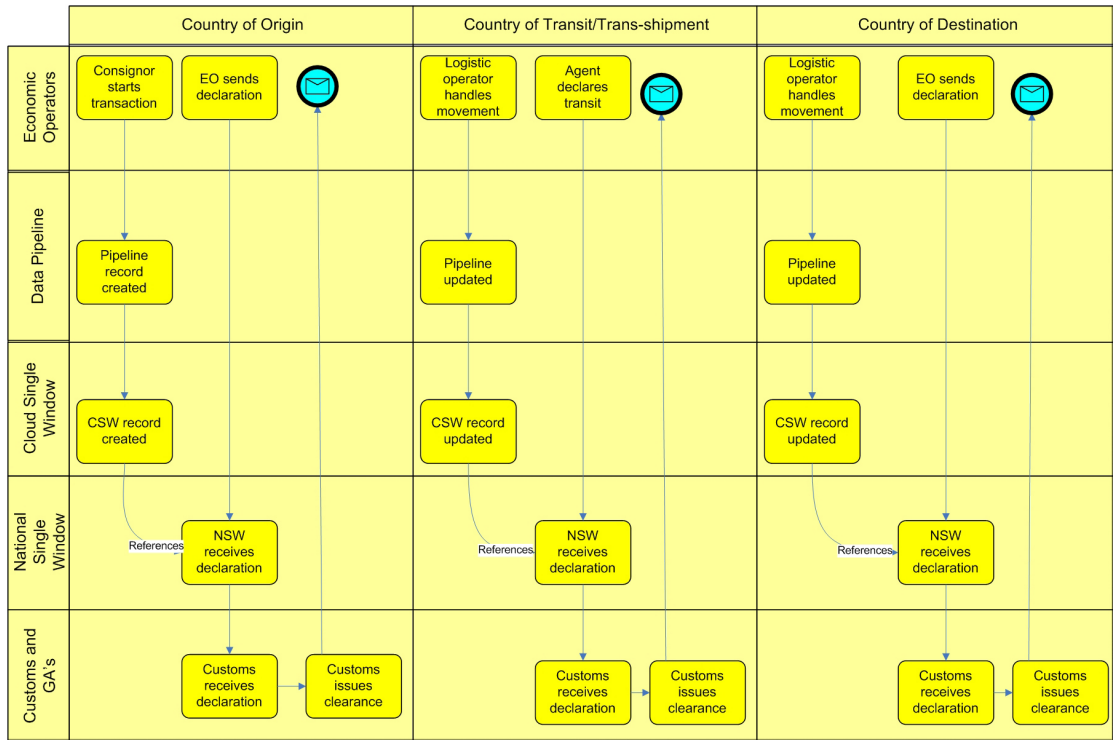 Country of Origin
Country of Transit/Trans-shipment
Country of Destination
Economic
Operators
Consignor
starts
transaction
EO sends
declaration
Logistic
operator
handles
movement
Agent
declares
transit
Logistic
operator
handles
movement
EO sends
declaration
Data Pipeline
Pipeline
record
created
Pipeline
updated
Pipeline
updated
Cloud Single
Window
CSW record
created
CSW record
updated
CSW record
updated
National
Single
Window
References
NSW
receives
declaration
References
NSW
receives
declaration
References
NSW
receives
declaration
Customs and
GA's
Customs
receives
declaration
Customs
issues
clearance
Customs
receives
declaration
Customs
issues
clearance
Customs
receives
declaration
Customs
issues
clearance